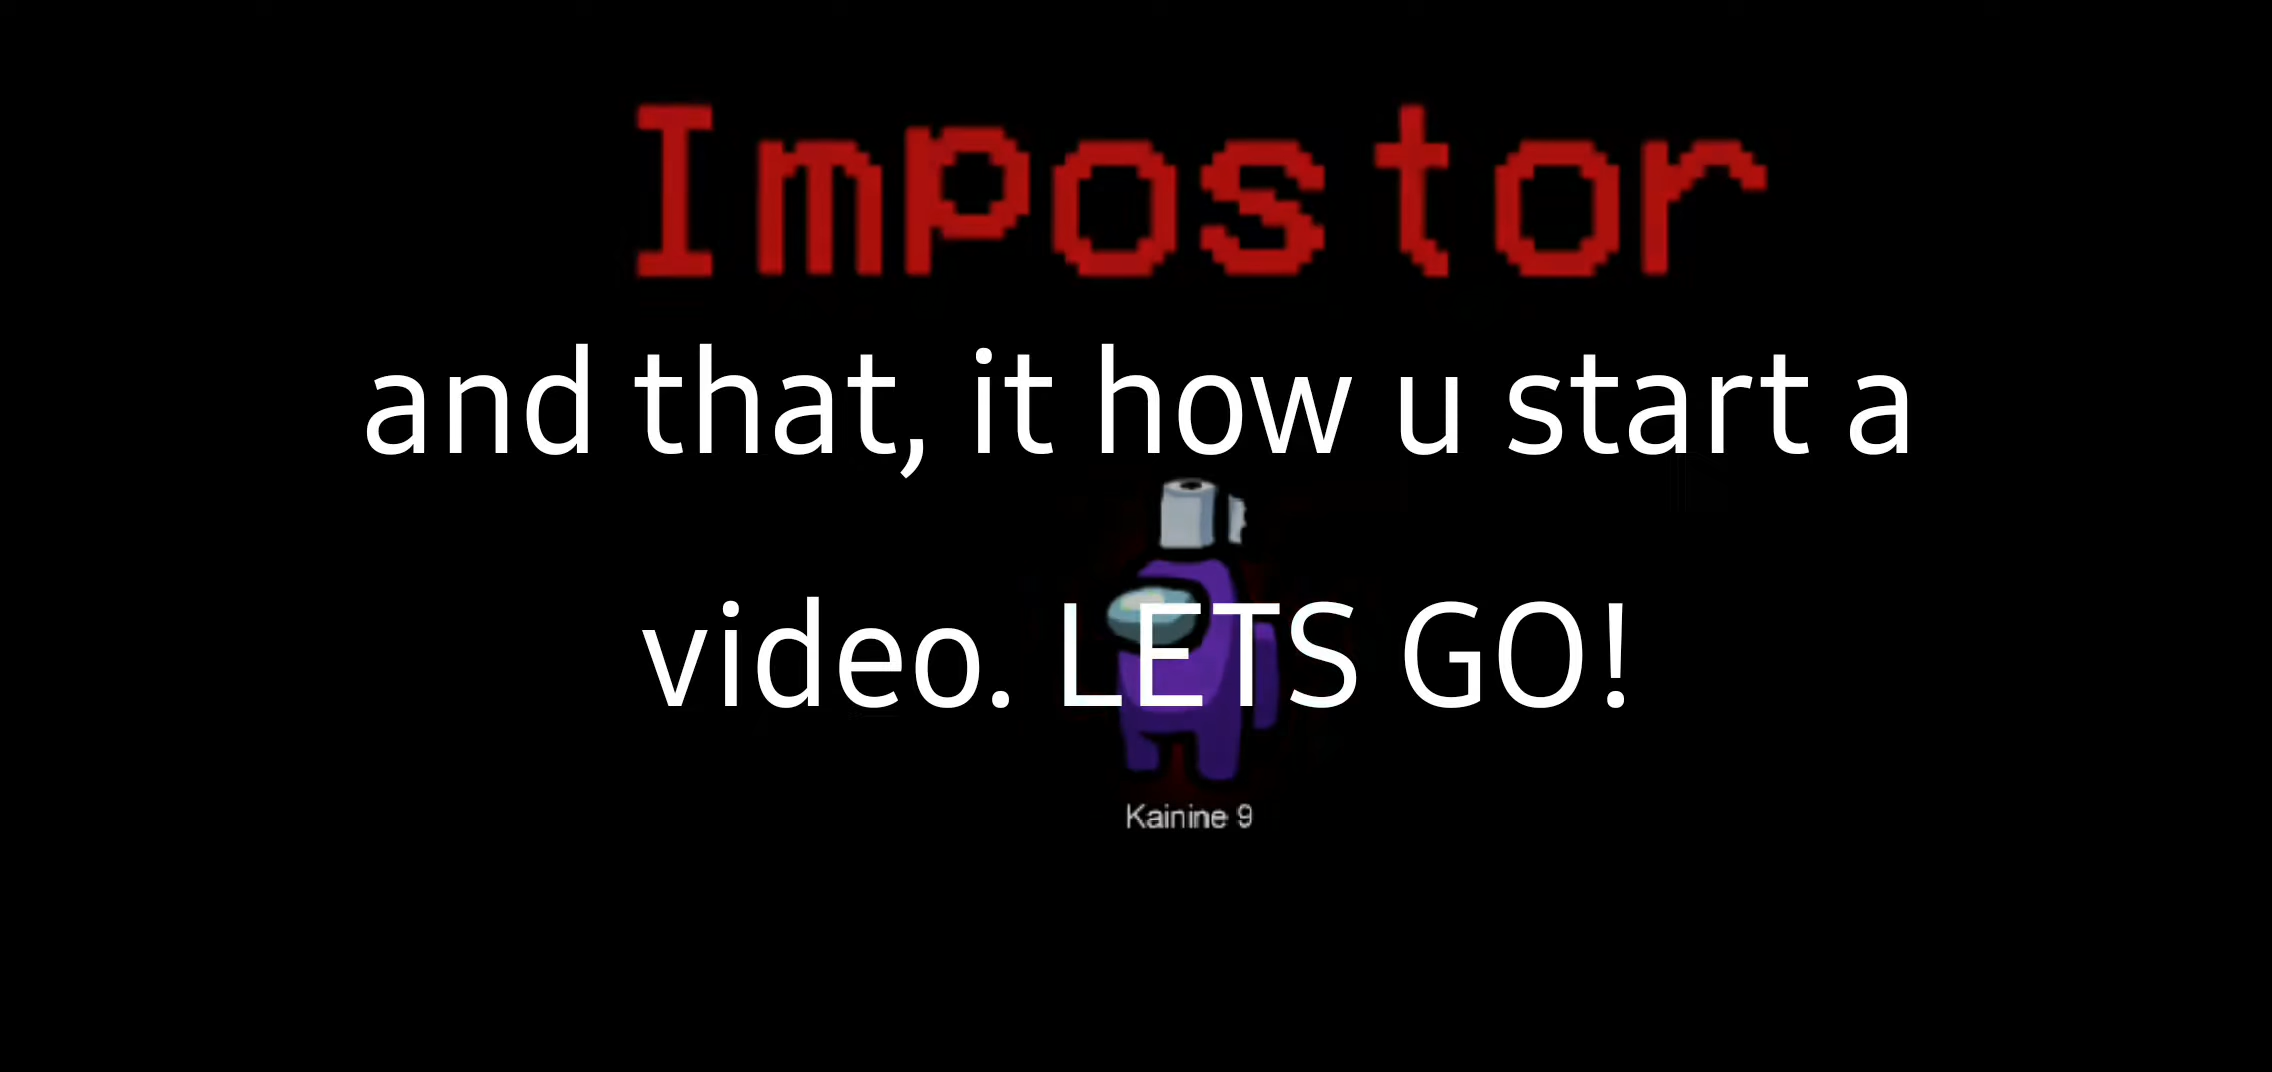 Impostor
and that, it how u start a
video. LETS GO!
Kainine 9